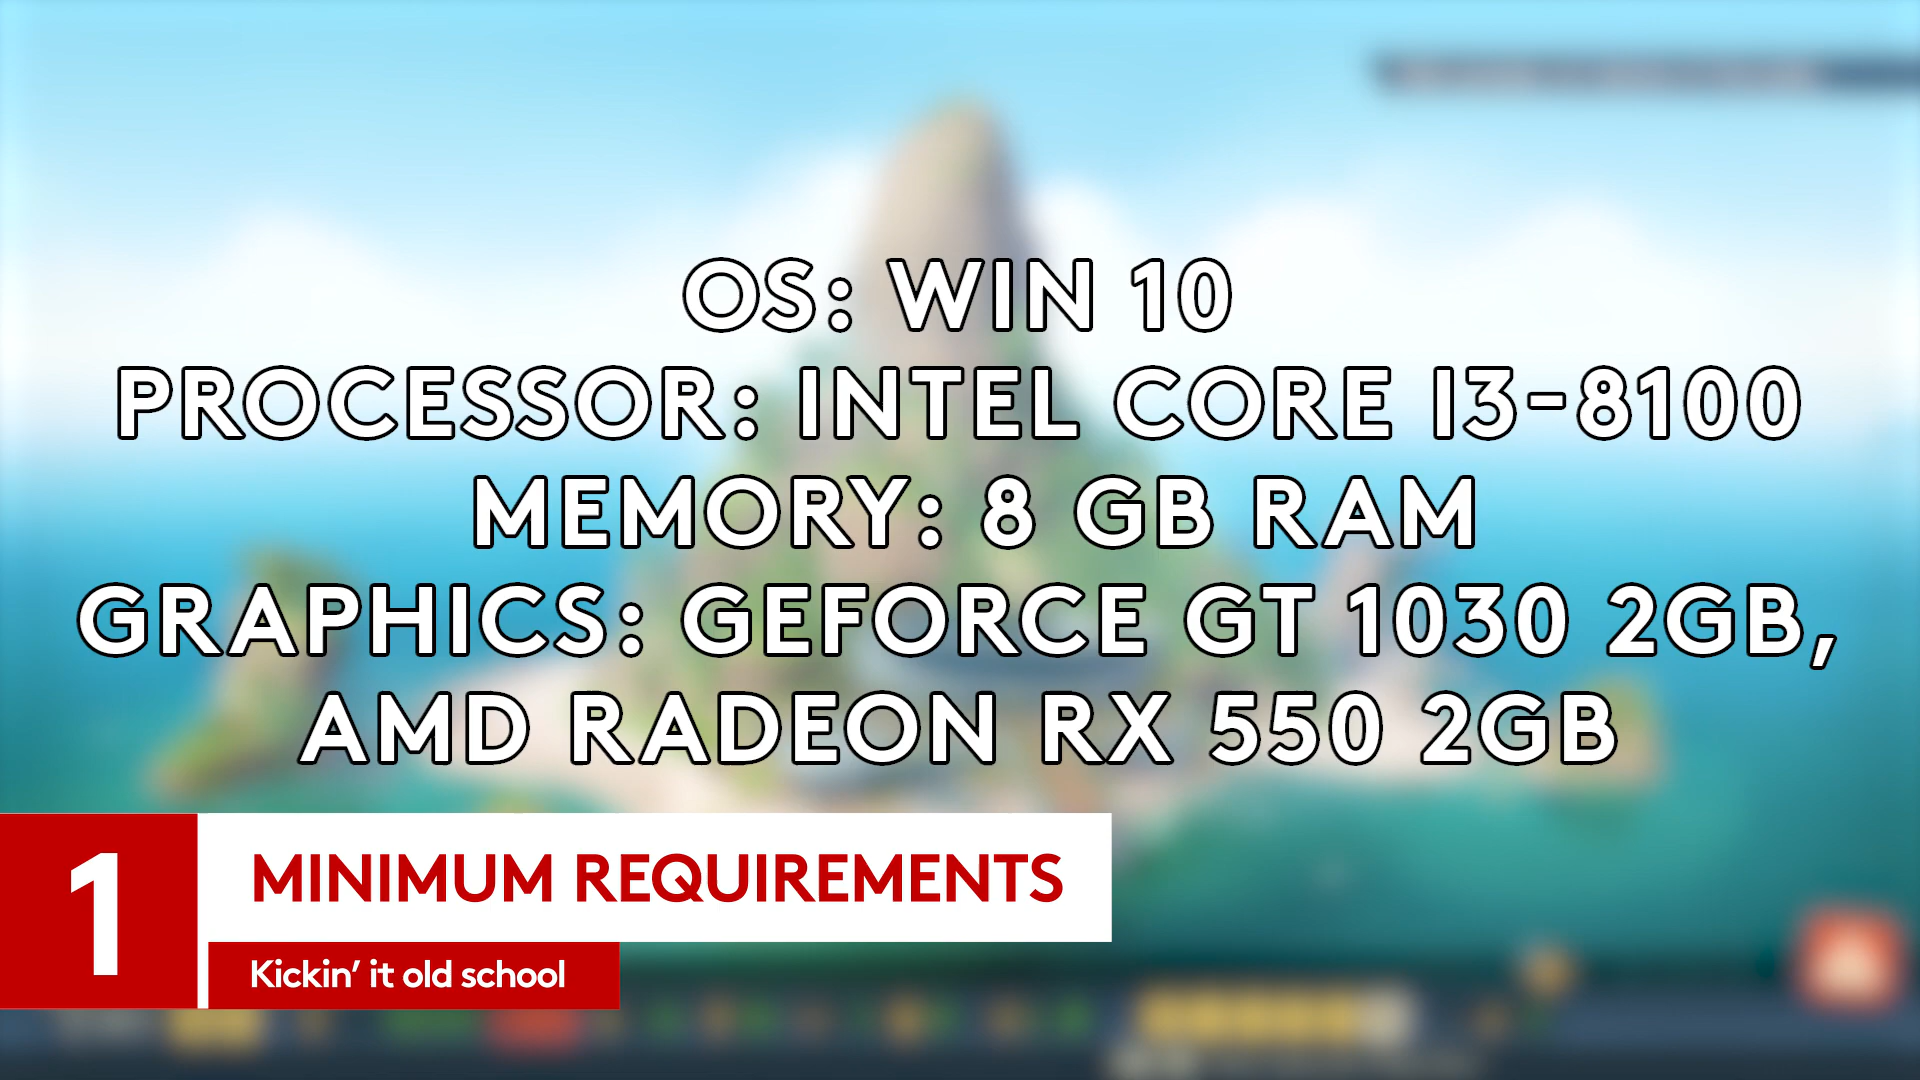 OS: WIN 10
PROCESSOR: INTEL CORE I3-8100
MEMORY: 8 GB RAM
GRAPHICS: GEFORCE GT 1030 2GB,
AMD RADEON RX 550 2GB
1
MINIMUM REQUIREMENTS
Kickin’ it old school